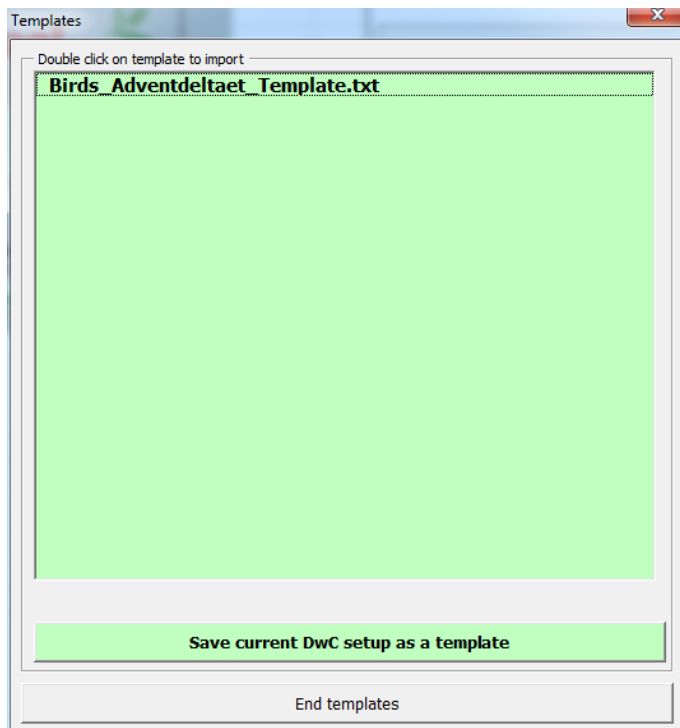 Templates
Double click on template to import
Birds_Adventdeltaet_Template.txt
Save current DwC setup as a template
End templates